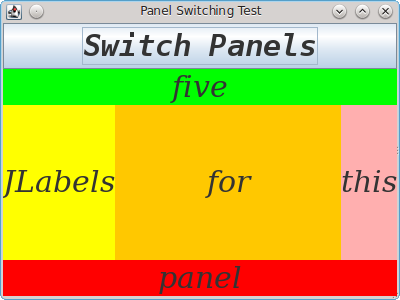 Panel Switching Test
Switch Panels
five
JLabels for this
panel